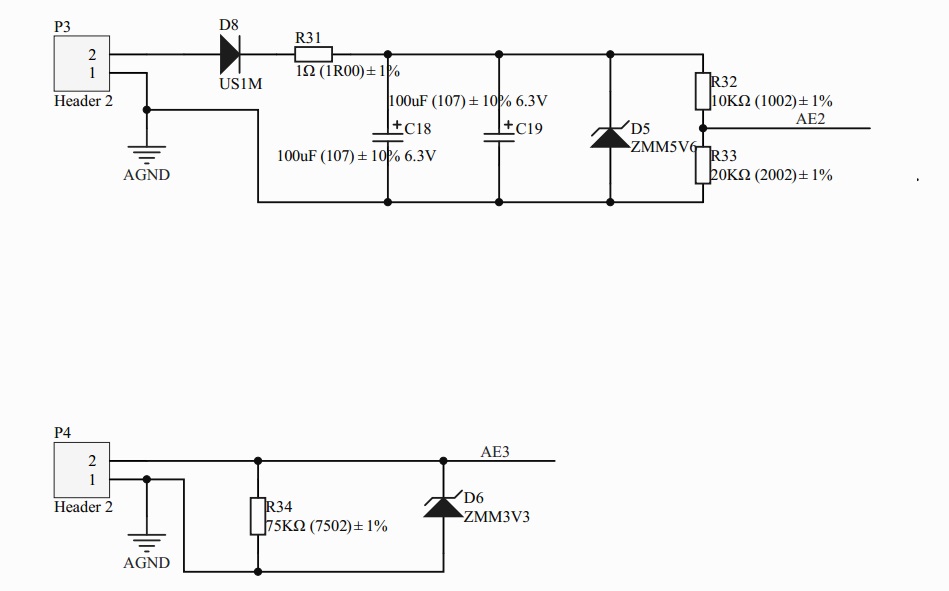 P3
2
1
Header 2
AGND
D8
US1M
R31
1Ω (1R00)± 1%
100uF (107) ± 10% 6.3V
+ C18
100uF (107) ± 10% 6.3V
+ C19
D5
ZMM5V6
R32
10KΩ (1002)± 1%
AE2
R33
20KΩ (2002)± 1%
P4
2
1
Header 2
AGND
R34
75KΩ (7502)± 1%
AE3
D6
ZMM3V3